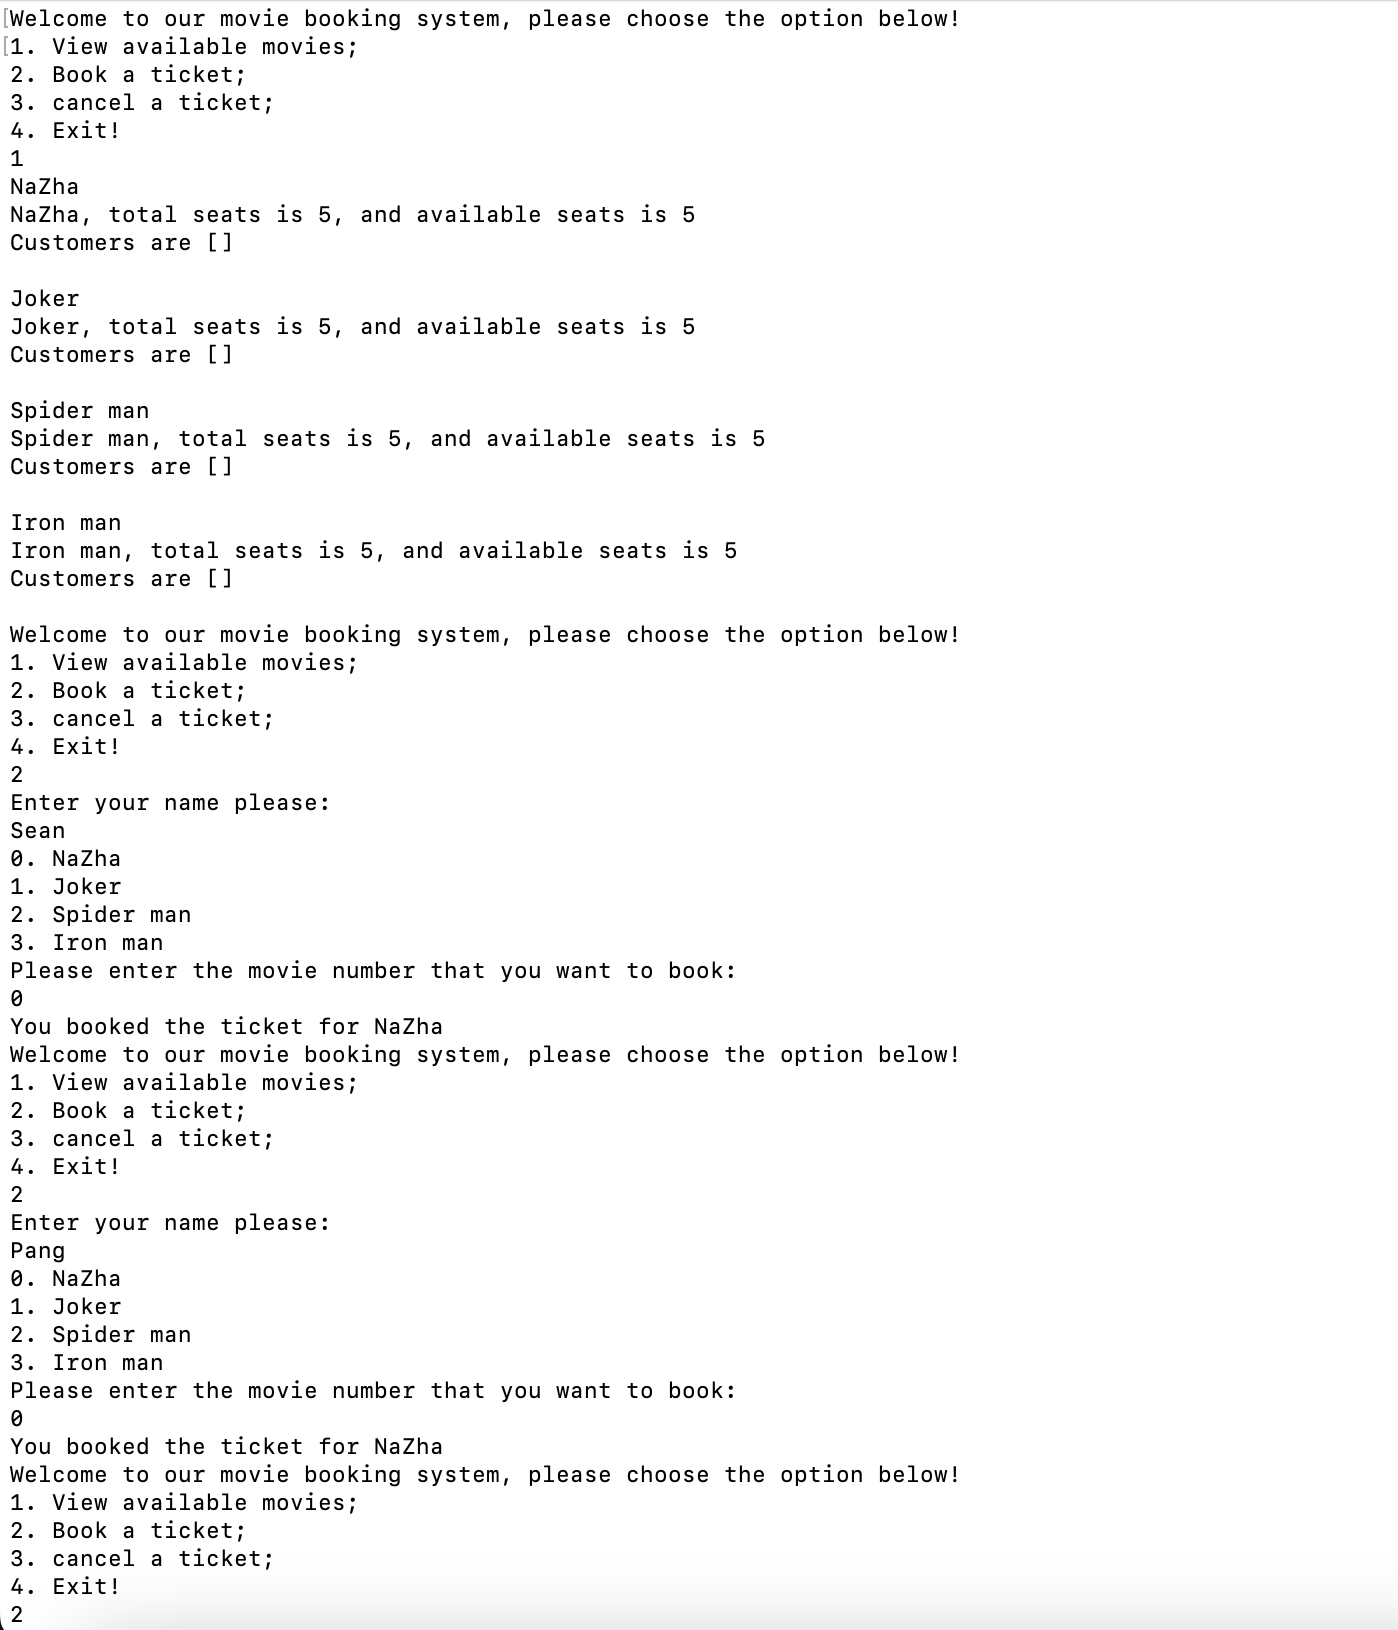 Welcome to our movie booking system, please choose the option below!
1. View available movies;
2. Book a ticket;
3. cancel a ticket;
4. Exit!
1
NaZha
NaZha, total seats is 5, and available seats is 5
Customers are []
Joker
Joker, total seats is 5, and available seats is 5
Customers are []
Spider man
Spider man, total seats is 5, and available seats is 5
Customers are []
Iron man
Iron man, total seats is 5, and available seats is 5
Customers are []
Welcome to our movie booking system, please choose the option below!
1. View available movies;
2. Book a ticket;
3. cancel a ticket;
4. Exit!
2
Enter your name please:
Sean
0. NaZha
1. Joker
2. Spider man
3. Iron man
Please enter the movie number that you want to book:
0
You booked the ticket for NaZha
Welcome to our movie booking system, please choose the option below!
1. View available movies;
2. Book a ticket;
3. cancel a ticket;
4. Exit!
2
Enter your name please:
Pang
0. NaZha
1. Joker
2. Spider man
3. Iron man
Please enter the movie number that you want to book:
0
You booked the ticket for NaZha
Welcome to our movie booking system, please choose the option below!
1. View available movies;
2. Book a ticket;
3. cancel a ticket;
4. Exit!
2